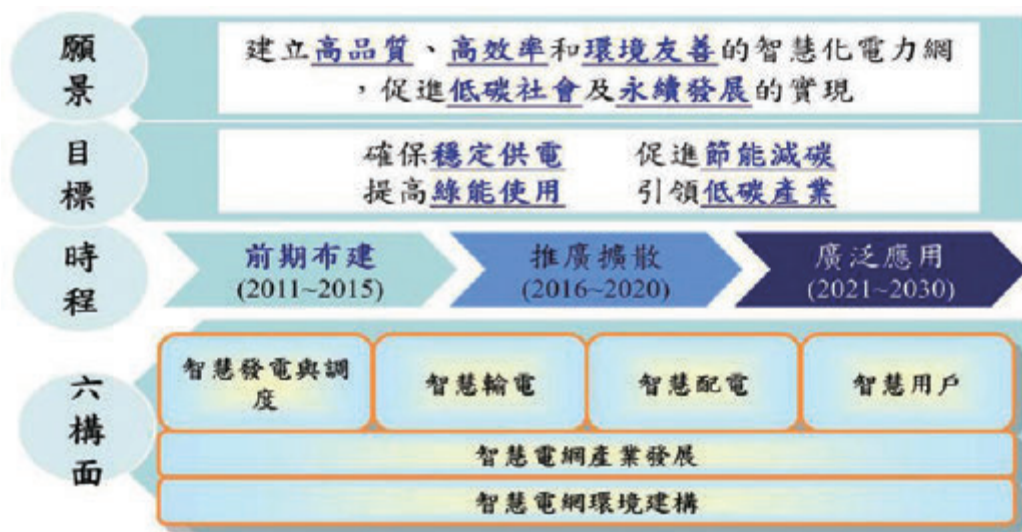 願景
建立高品質、高效率和環境友善的智慧化電力網
，促進低碳社會及永續發展的實現
目標
確保穩定供電 促進節能減碳
提高綠能使用 引領低碳產業
時程
前期布建
(2011~2015)
推廣擴散
(2016~2020)
廣泛應用
(2021~2030)
六構面
智慧發電與調
度
智慧輸電
智慧配電
智慧用戶
智慧電網產業發展
智慧電網環境建構